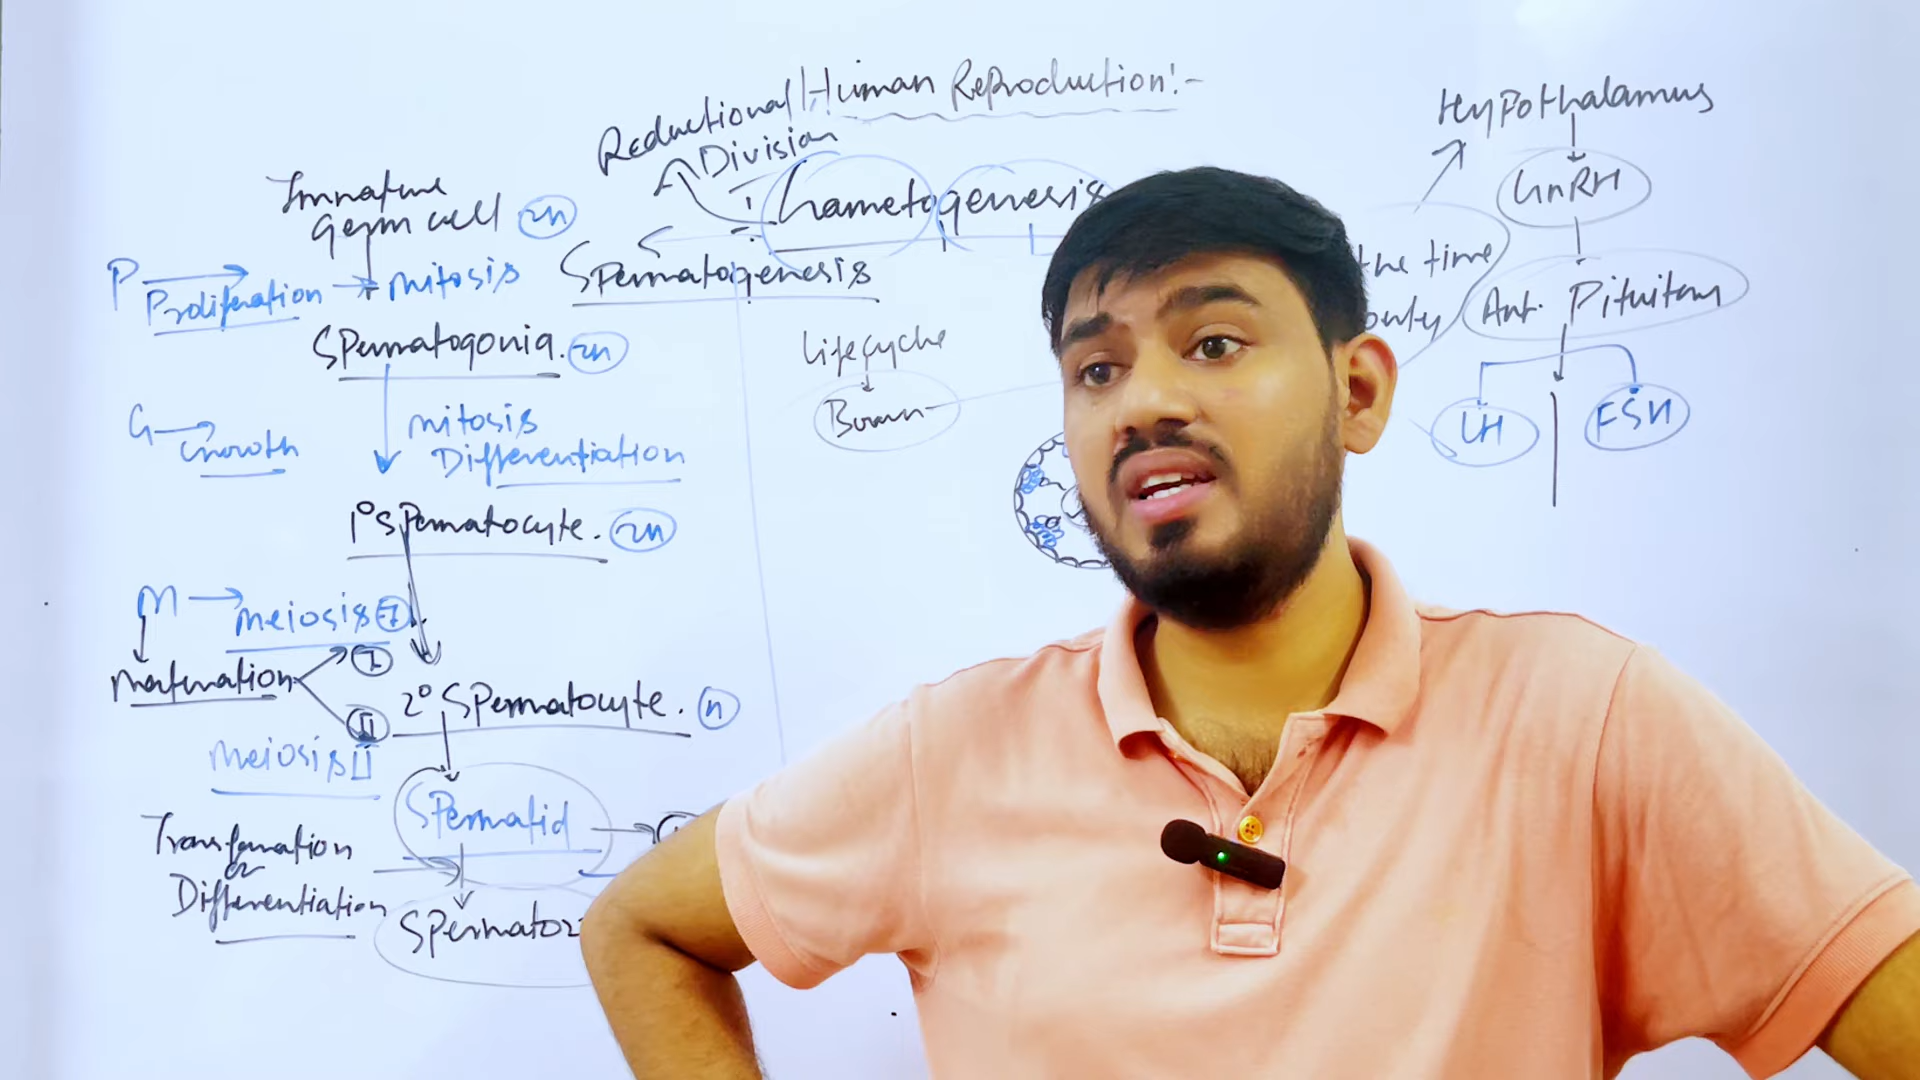 Human Reproduction:-
Reductional
Division
Gametogenesis
Spermatogenesis
Immature
Germ cell 2n
P
Proliferation → mitosis
Spermatogonia. 2n
G → Growth
mitosis
Differentiation
1° Spermatocyte. 2n
M → meiosis I
Maturation
I
II
2° Spermatocyte. n
meiosis II
Spermatid
Transformation
or
Differentiation
Lifecycle
Born
the time
Hypothalamus
GnRH
Ant. Pituitary
LH
FSH